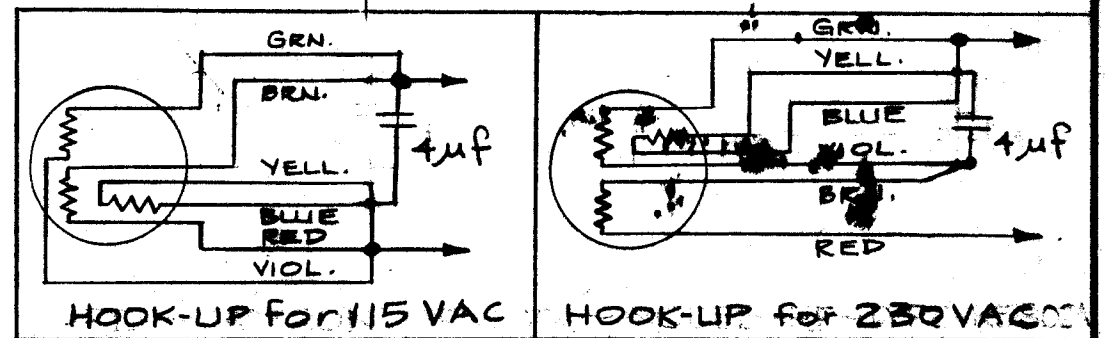 GRN.
BRN.
4µf
YELL.
BLUE
RED
VIOL.
HOOK-UP for 115 VAC
GRN.
YELL.
BLUE
4µf
VIOL.
BRN.
RED
HOOK-UP for 230 VAC